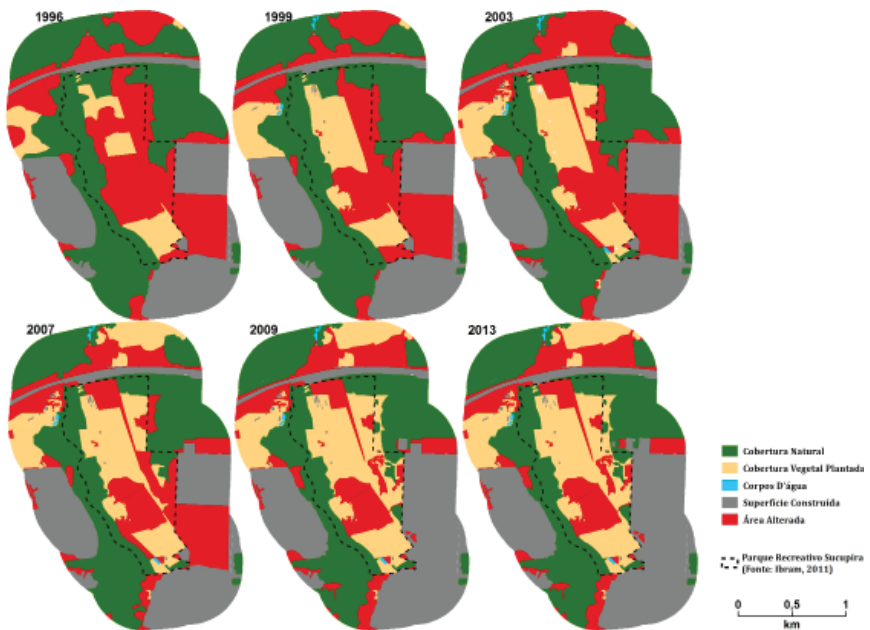 1996
1999
2003
2007
2009
2013
Cobertura Natural
Cobertura Vegetal Plantada
Corpos D'água
Superfície Construída
Área Alterada
Parque Recreativo Sucupira
(Fonte: Ibram, 2011)
0 0,5 1
km